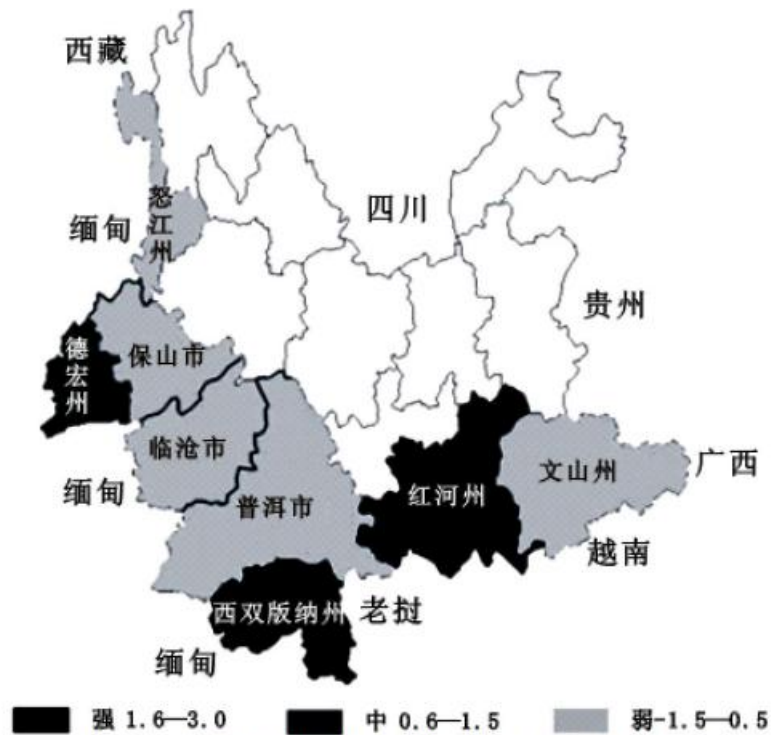 西藏
怒江州
缅甸
四川
贵州
德宏州
保山市
临沧市
缅甸
普洱市
红河州
文山州
广西
越南
西双版纳州
老挝
缅甸
强 1.6—3.0
中 0.6—1.5
弱-1.5—0.5